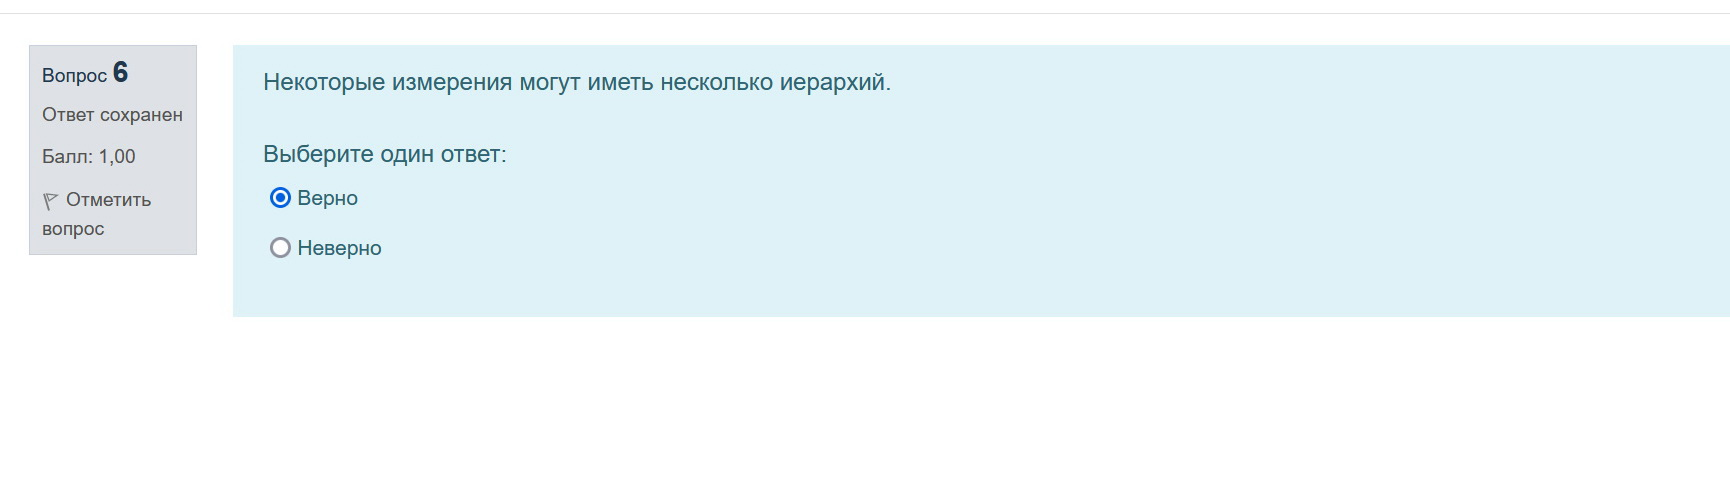 Вопрос 6
Ответ сохранен
Балл: 1,00
Отметить
вопрос
Некоторые измерения могут иметь несколько иерархий.
Выберите один ответ:
Верно
Неверно